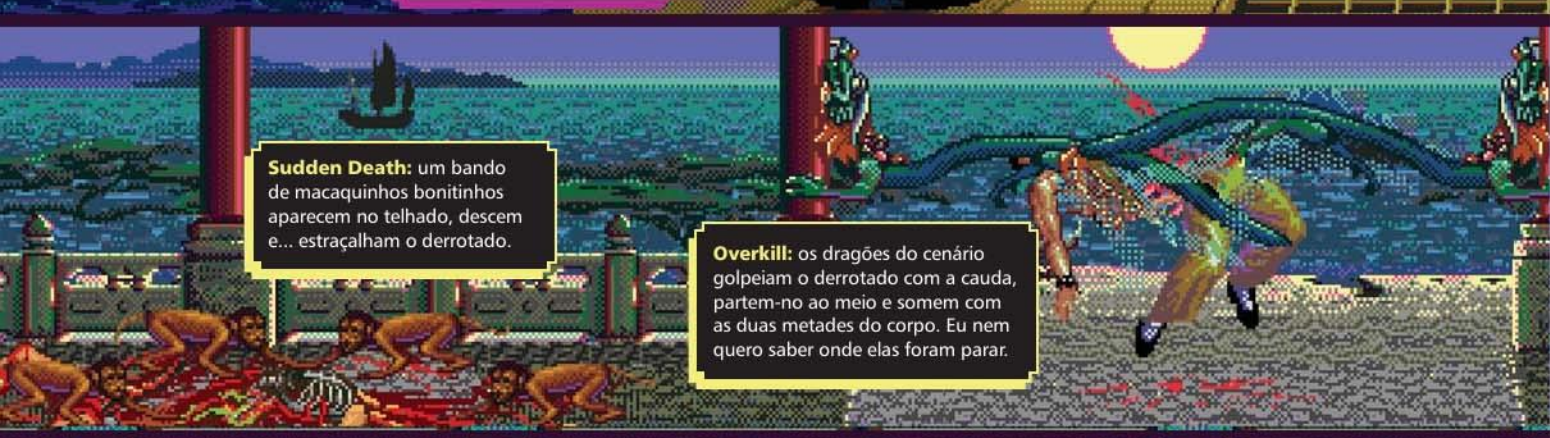 Sudden Death: um bando
de macaquinhos bonitinhos
aparecem no telhado, descem
e... estraçalham o derrotado.
Overkill: os dragões do cenário
golpeiam o derrotado com a cauda,
partem-no ao meio e somem com
as duas metades do corpo. Eu nem
quero saber onde elas foram parar.